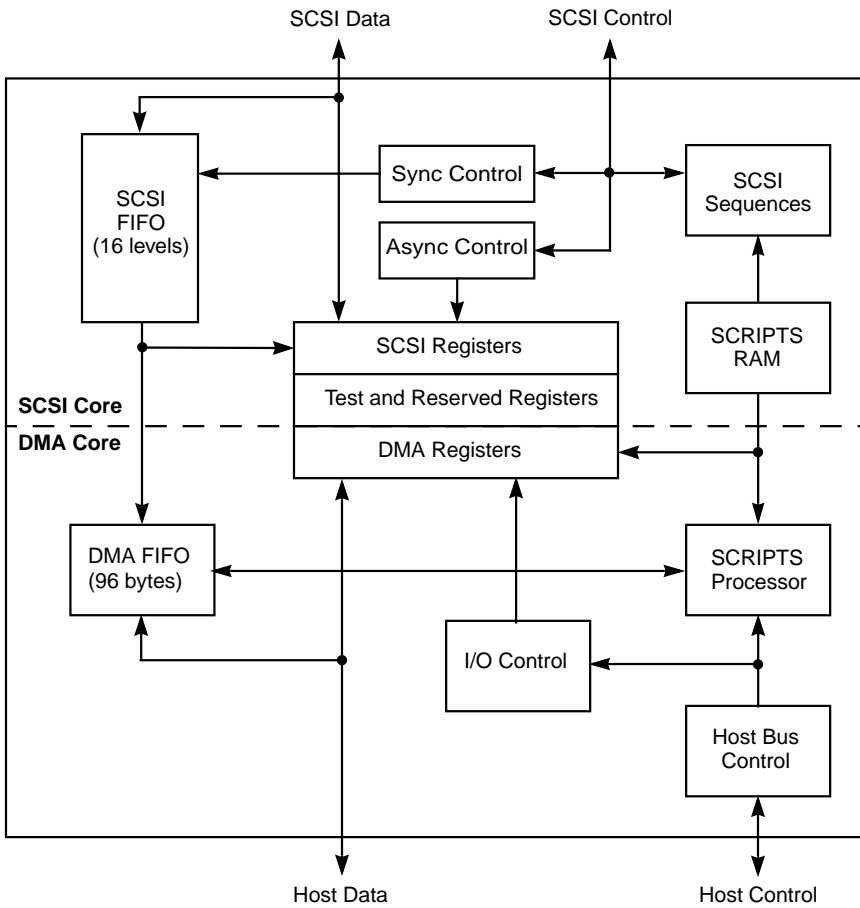 SCSI Data
SCSI Control
SCSI
FIFO
(16 levels)
Sync Control
SCSI
Sequences
Async Control
SCSI Registers
SCRIPTS
RAM
Test and Reserved Registers
SCSI Core
DMA Core
DMA Registers
DMA FIFO
(96 bytes)
SCRIPTS
Processor
I/O Control
Host Bus
Control
Host Data
Host Control